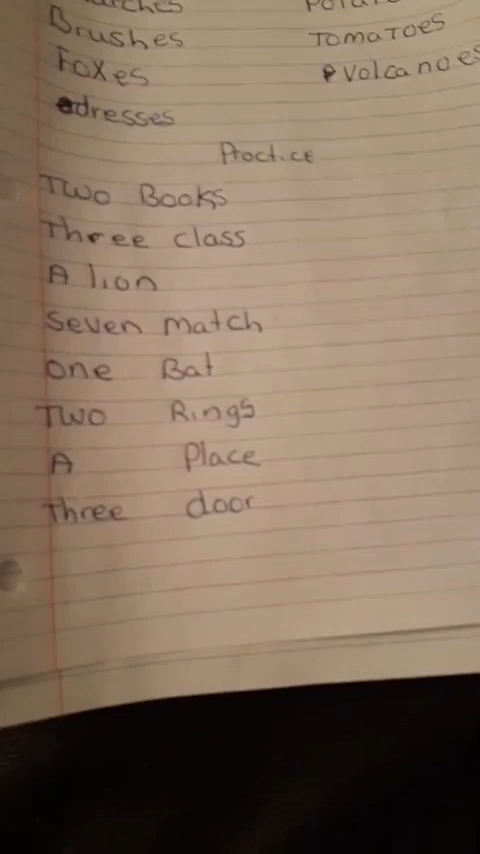 Brushes Tomatoes
Foxes Volcanoes
adresses
Practice
Two Books
Three class
A lion
Seven match
one Bat
Two Rings
A Place
Three door